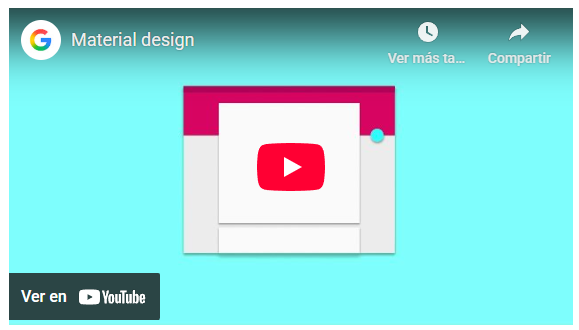 Material design
Ver más ta...
Compartir
Ver en YouTube